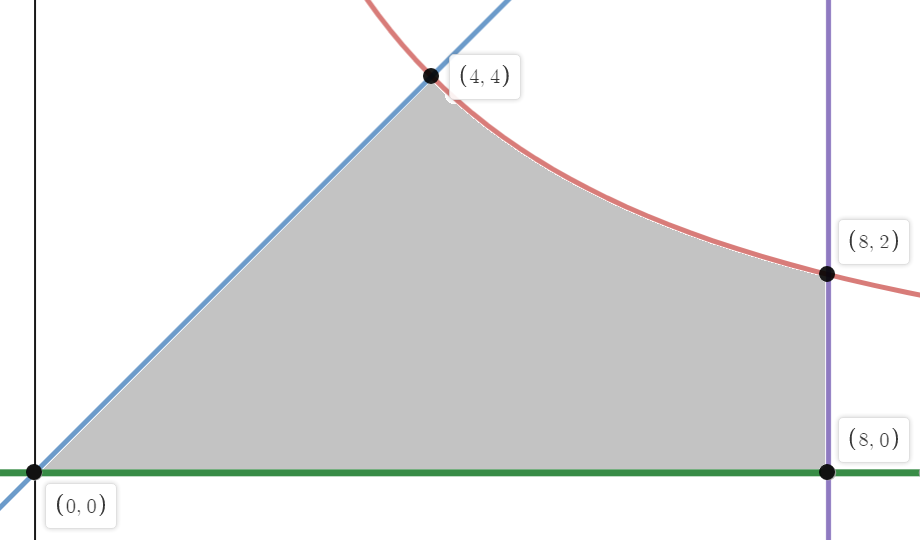 (4, 4)
(8, 2)
(8, 0)
(0, 0)